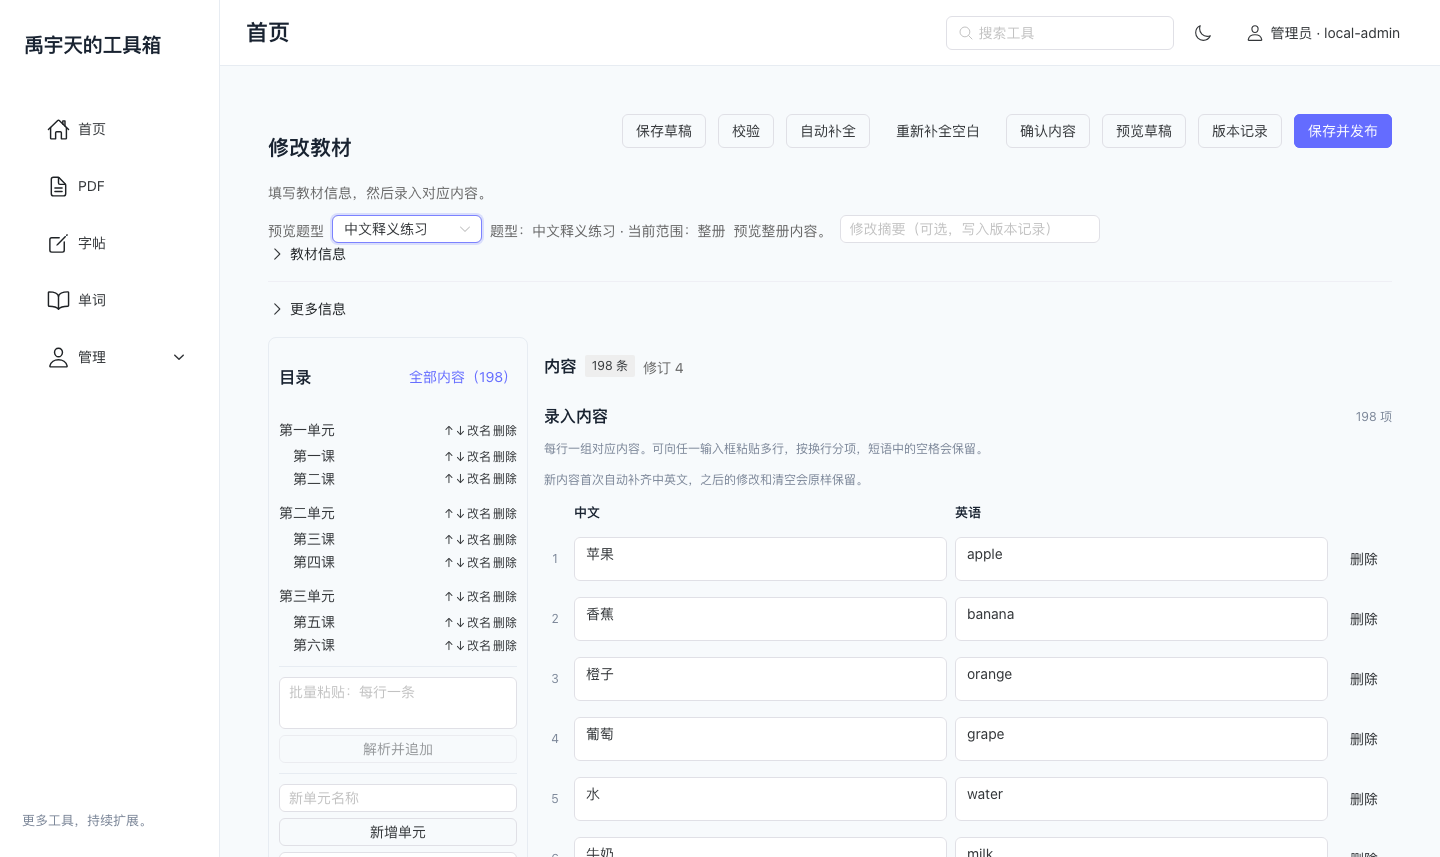 禹宇天的工具箱
首页
PDF
字帖
单词
管理
更多工具，持续扩展。
首页
搜索工具
管理员 · local-admin
修改教材
保存草稿 校验 自动补全 重新补全空白 确认内容 预览草稿 版本记录 保存并发布
填写教材信息，然后录入对应内容。
预览题型 中文释义练习 题型：中文释义练习 · 当前范围：整册 预览整册内容。 修改摘要（可选，写入版本记录）
教材信息
更多信息
目录 全部内容（198）
第一单元 ↑ ↓ 改名 删除
第一课 ↑ ↓ 改名 删除
第二课 ↑ ↓ 改名 删除
第二单元 ↑ ↓ 改名 删除
第三课 ↑ ↓ 改名 删除
第四课 ↑ ↓ 改名 删除
第三单元 ↑ ↓ 改名 删除
第五课 ↑ ↓ 改名 删除
第六课 ↑ ↓ 改名 删除
批量粘贴：每行一条
解析并追加
新单元名称
新增单元
内容 198 条 修订 4
录入内容 198 项
每行一组对应内容。可向任一输入框粘贴多行，按换行分项，短语中的空格会保留。
新内容首次自动补齐中英文，之后的修改和清空会原样保留。
中文 英语
1 苹果 apple 删除
2 香蕉 banana 删除
3 橙子 orange 删除
4 葡萄 grape 删除
5 水 water 删除
6 牛奶 milk 删除